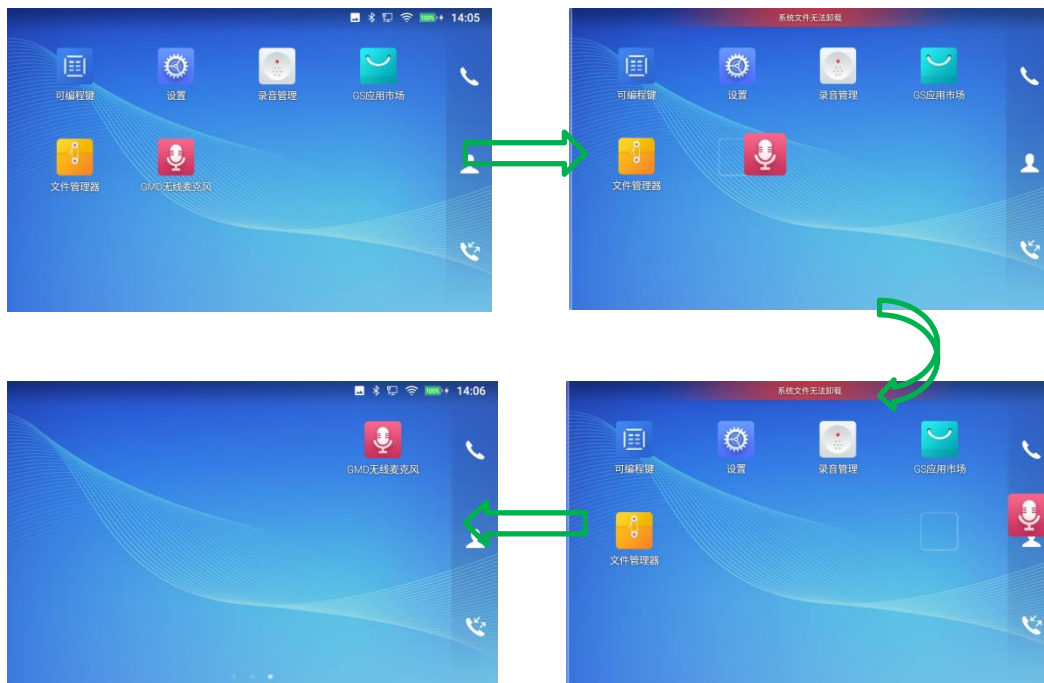 100% 14:05
可编程键 设置 录音管理 GS应用市场
文件管理器 GMD无线麦克风
系统文件无法卸载
可编程键 设置 录音管理 GS应用市场
文件管理器
100% 14:06
GMD无线麦克风
系统文件无法卸载
可编程键 设置 录音管理 GS应用市场
文件管理器